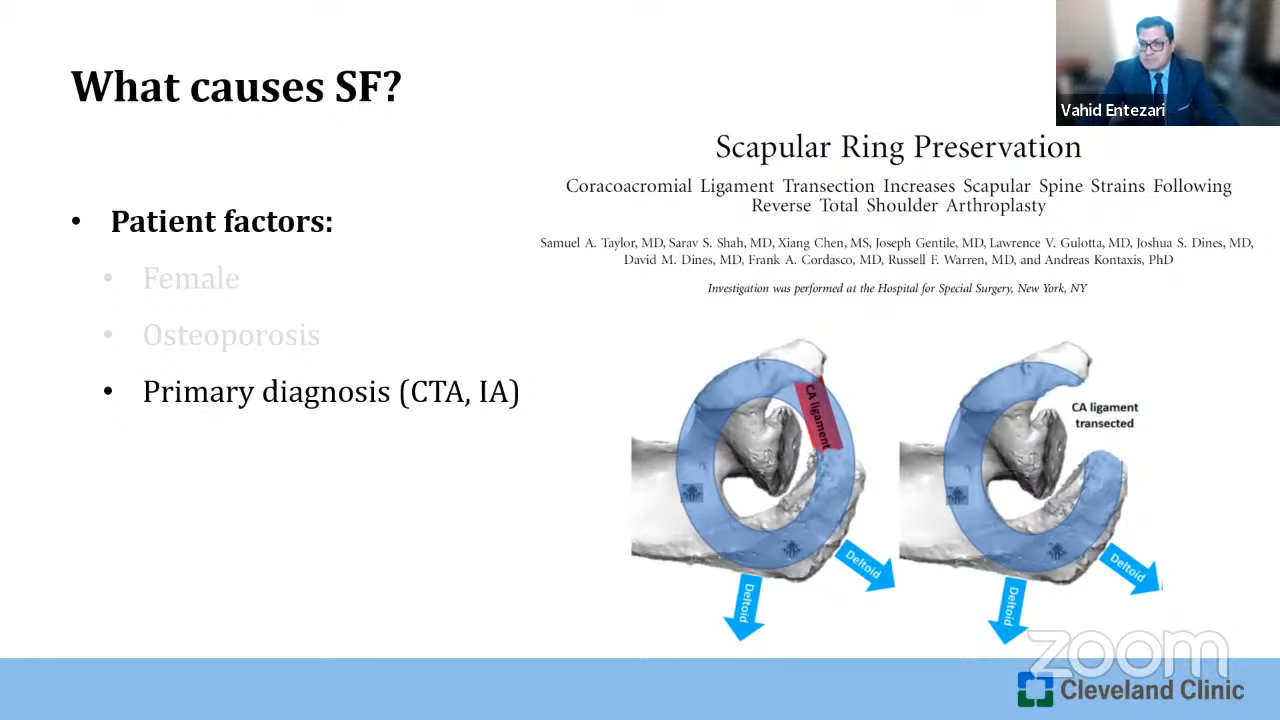 What causes SF?
Vahid Entezari
• Patient factors:
• Female
• Osteoporosis
• Primary diagnosis (CTA, IA)
Scapular Ring Preservation
Coracoacromial Ligament Transection Increases Scapular Spine Strains Following
Reverse Total Shoulder Arthroplasty
Samuel A. Taylor, MD, Sarav S. Shah, MD, Xiang Chen, MS, Joseph Gentile, MD, Lawrence V. Gulotta, MD, Joshua S. Dines, MD,
David M. Dines, MD, Frank A. Cordasco, MD, Russell F. Warren, MD, and Andreas Kontaxis, PhD
Investigation was performed at the Hospital for Special Surgery, New York, NY
CA ligament
Deltoid
Deltoid
CA ligament
transected
Deltoid
Deltoid
zoom
Cleveland Clinic